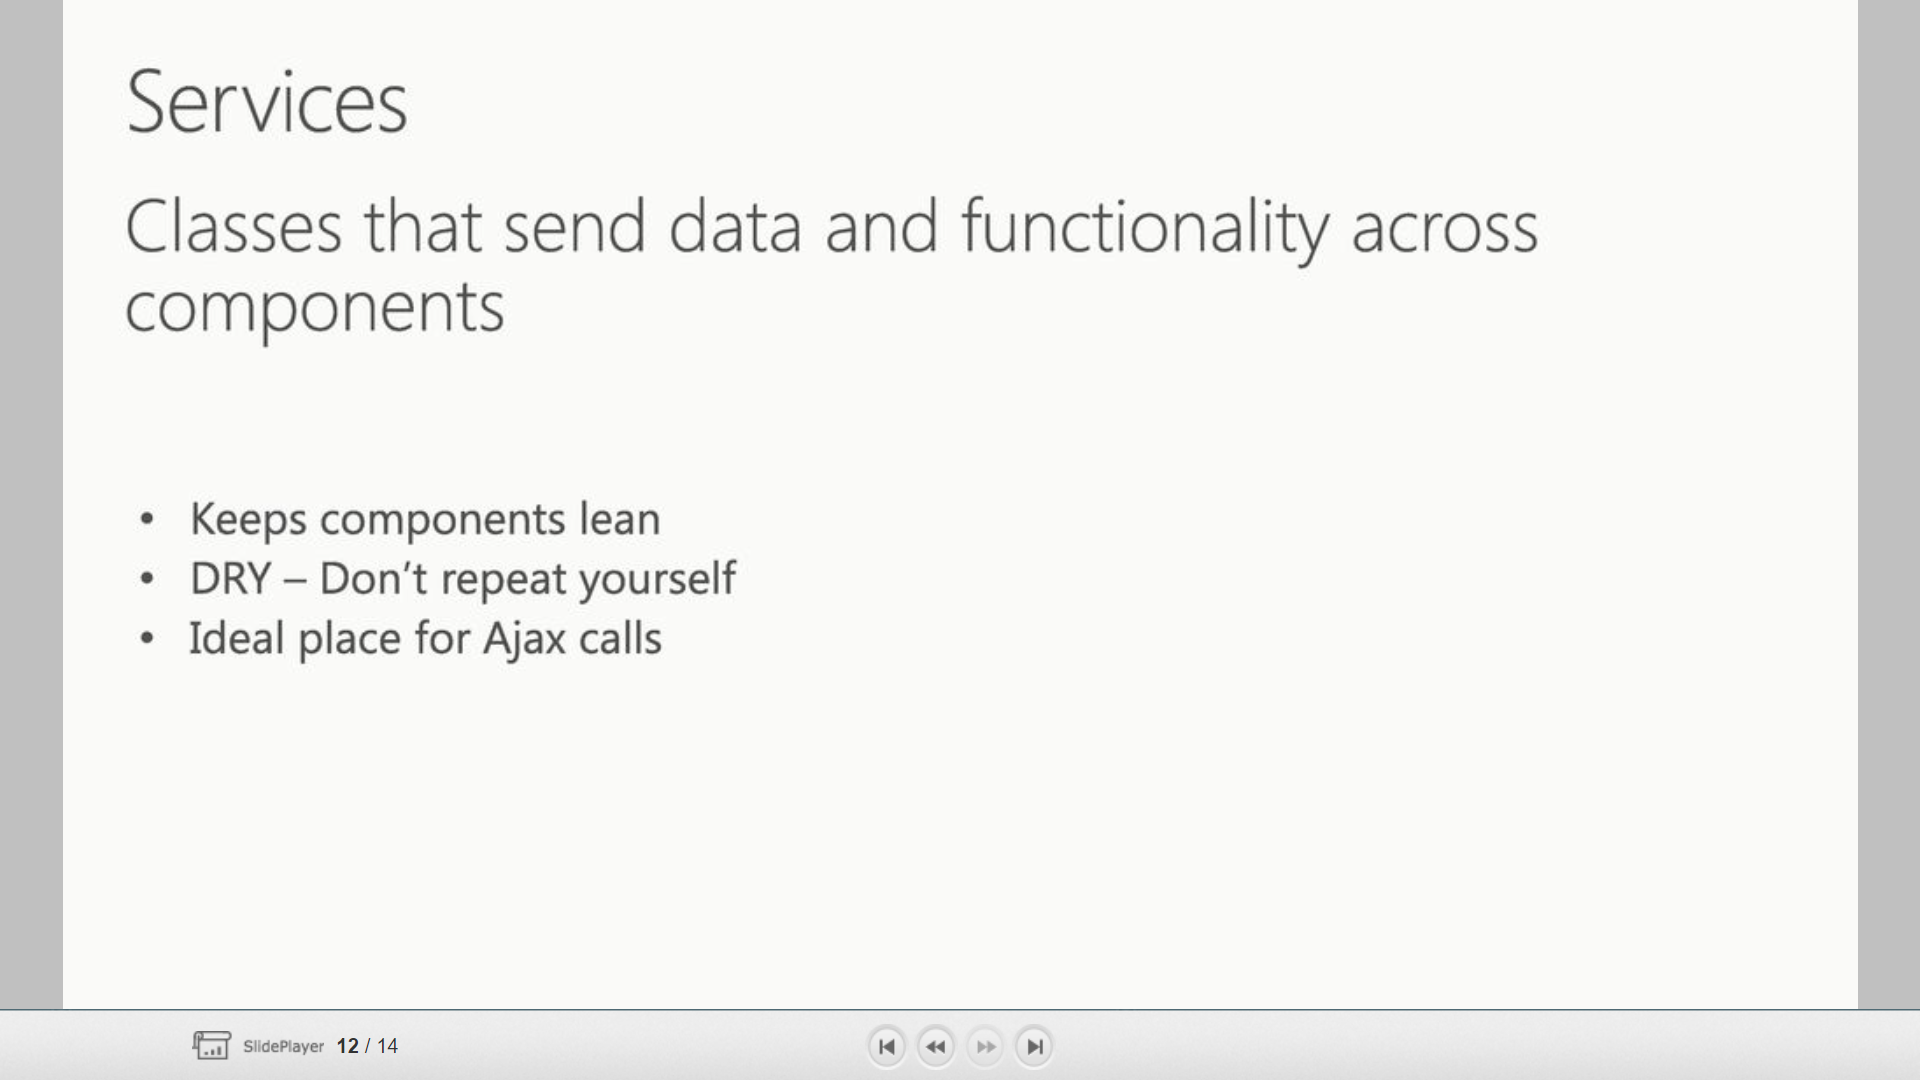 Services
Classes that send data and functionality across
components
• Keeps components lean
• DRY – Don’t repeat yourself
• Ideal place for Ajax calls
SlidePlayer 12 / 14